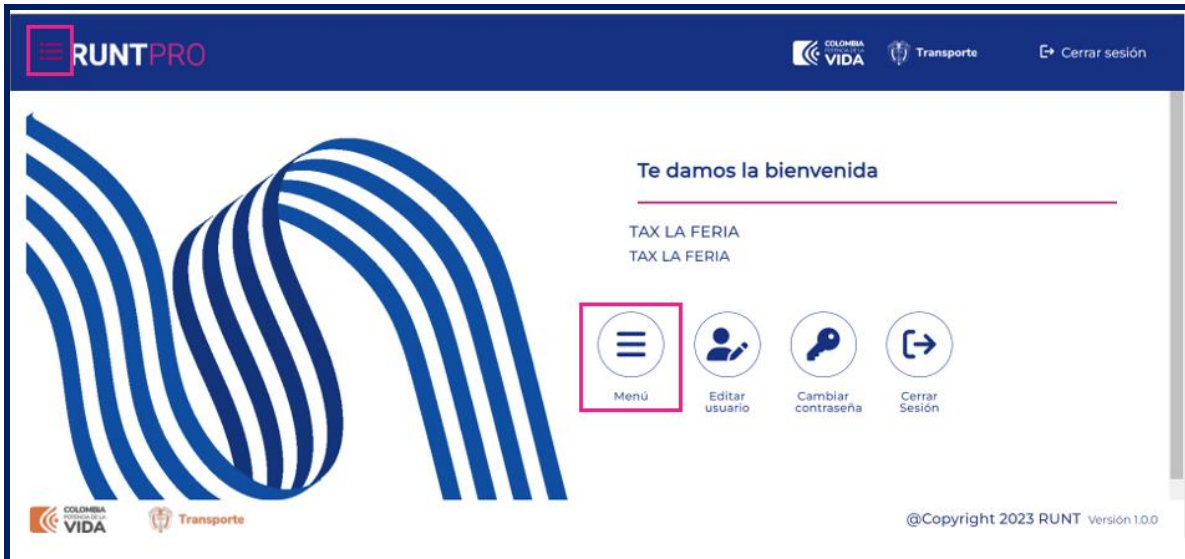 RUNTPRO
COLOMBIA
POTENCIA DE LA
VIDA
Transporte
Cerrar sesión
Te damos la bienvenida
TAX LA FERIA
TAX LA FERIA
Menú
Editar
usuario
Cambiar
contraseña
Cerrar
Sesión
COLOMBIA
POTENCIA DE LA
VIDA
Transporte
@Copyright 2023 RUNT Versión 1.0.0